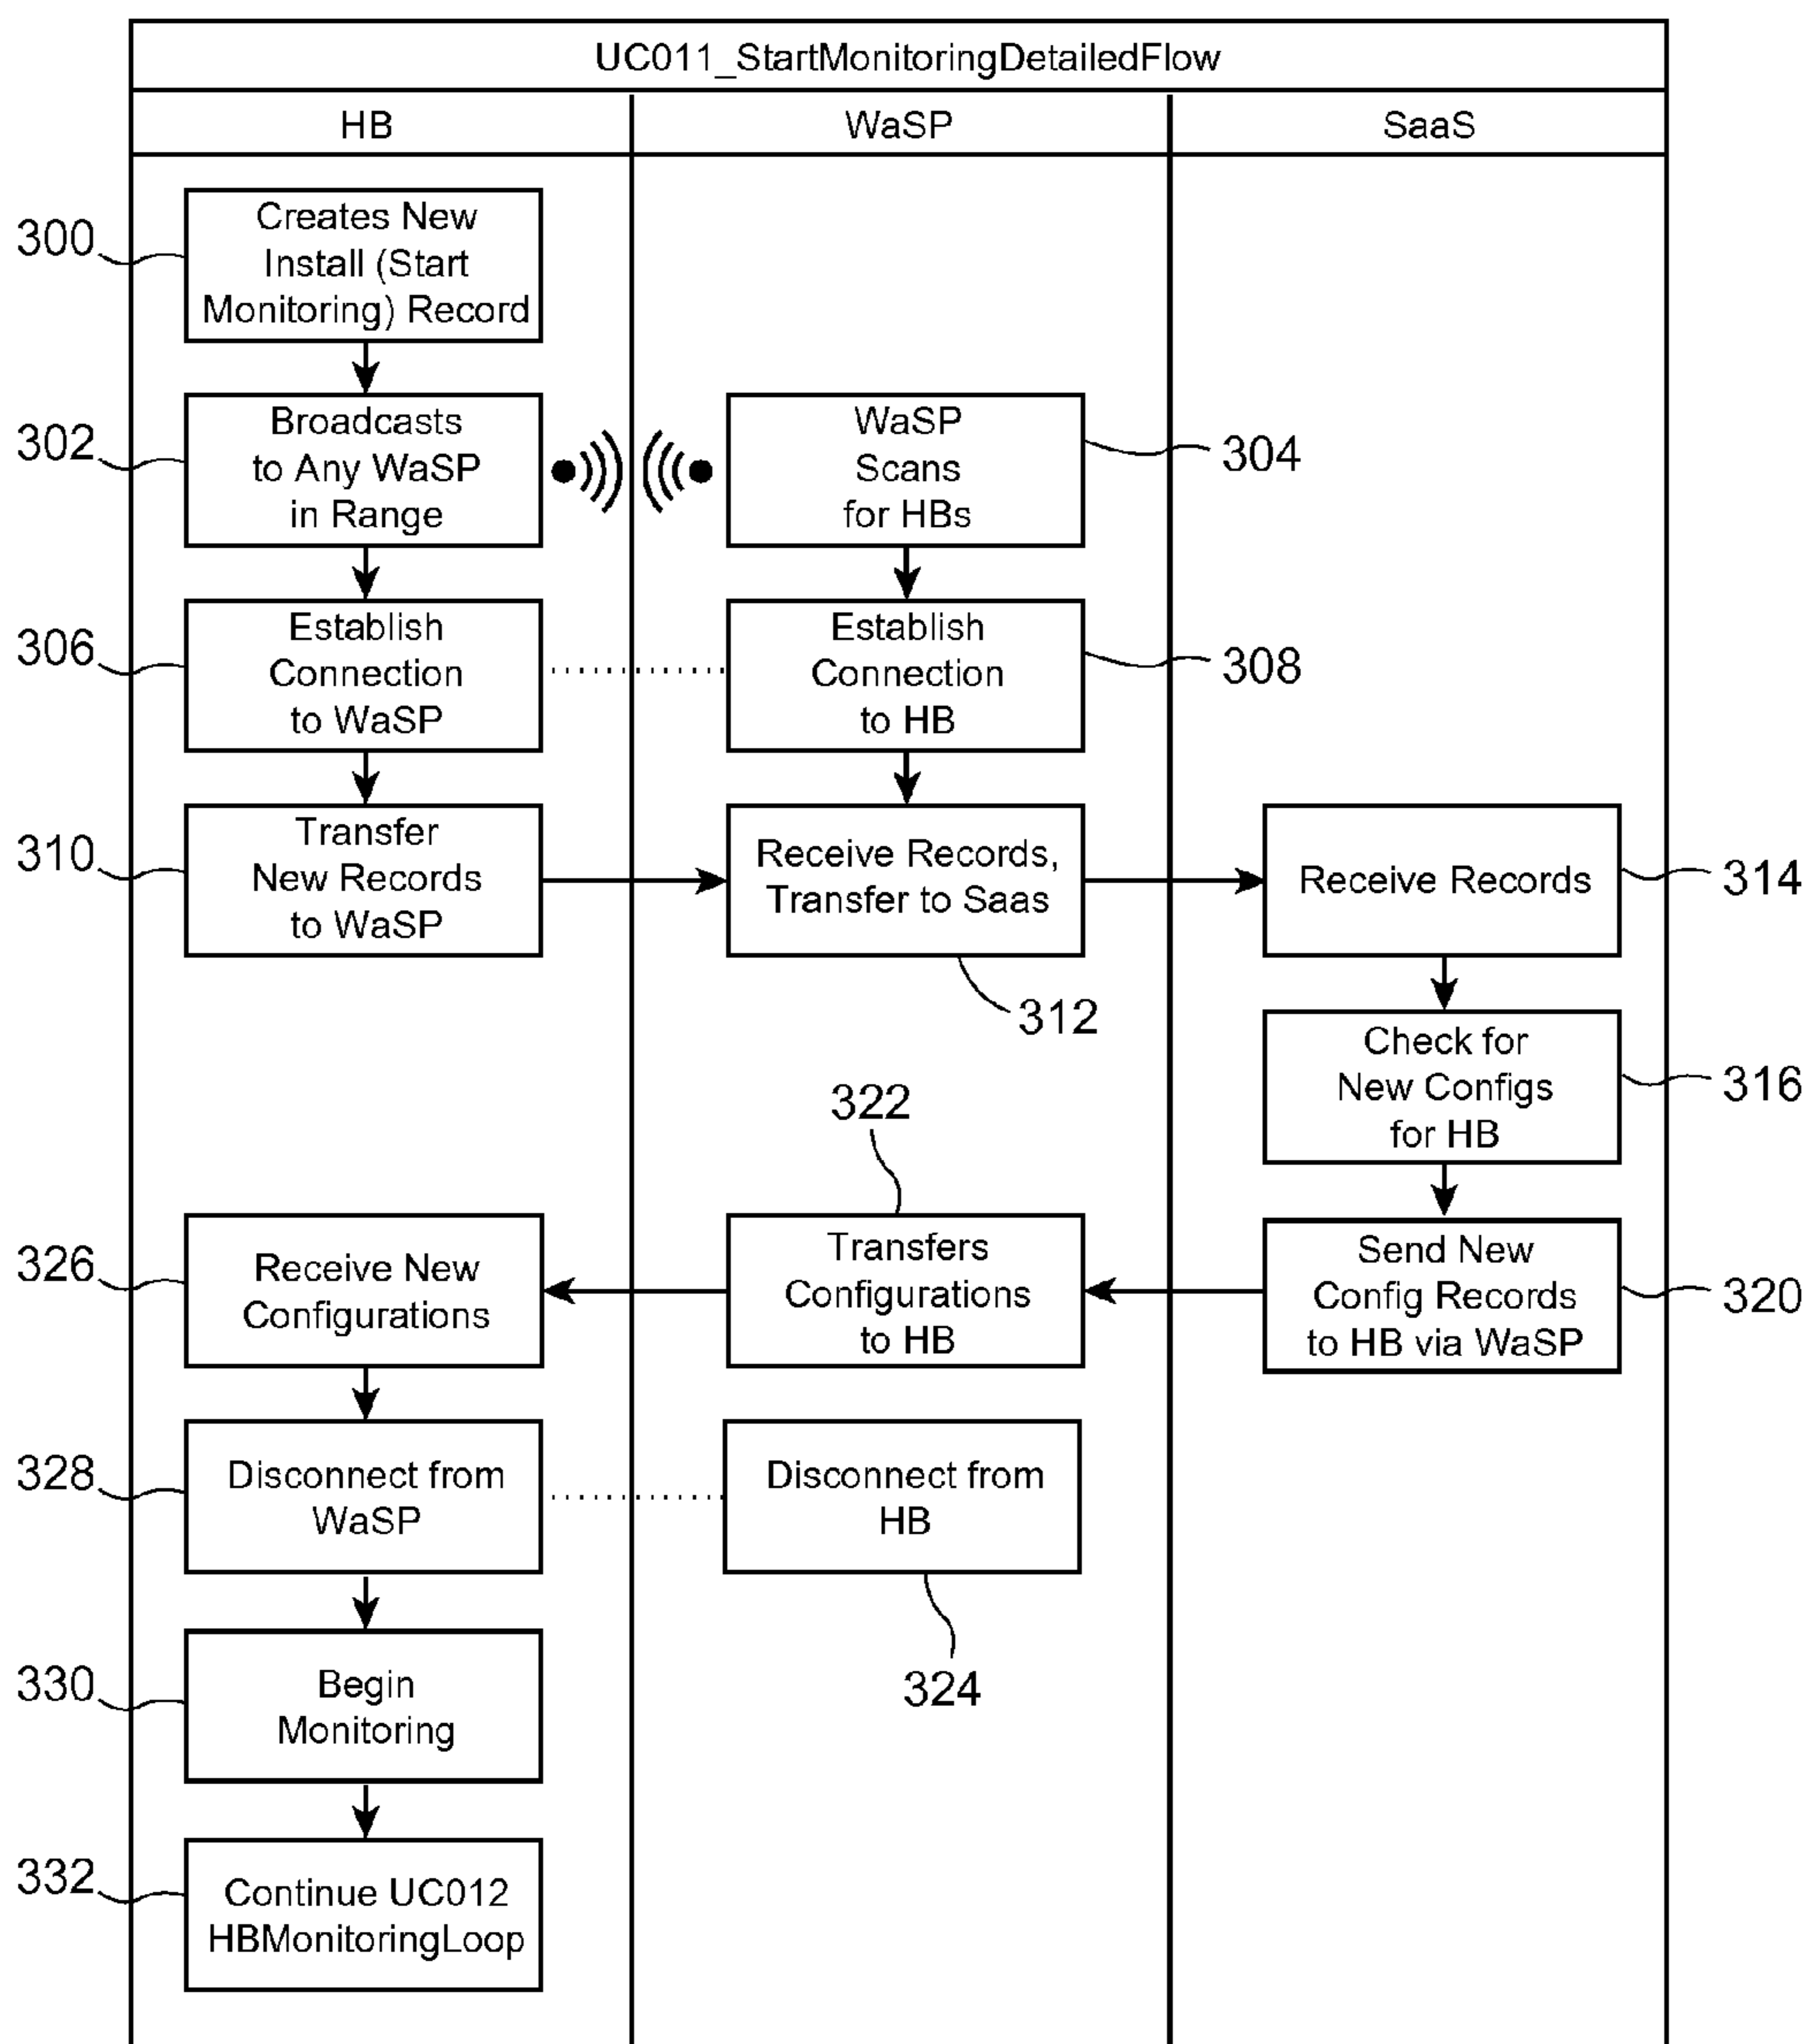 UC011_StartMonitoringDetailedFlow
HB
WaSP
SaaS
300
Creates New
Install (Start
Monitoring) Record
302
Broadcasts
to Any WaSP
in Range
WaSP
Scans
for HBs
304
306
Establish
Connection
to WaSP
Establish
Connection
to HB
308
310
Transfer
New Records
to WaSP
Receive Records,
Transfer to Saas
312
Receive Records
314
Check for
New Configs
for HB
316
322
326
Receive New
Configurations
Transfers
Configurations
to HB
Send New
Config Records
to HB via WaSP
320
328
Disconnect from
WaSP
Disconnect from
HB
324
330
Begin
Monitoring
332
Continue UC012
HBMonitoringLoop